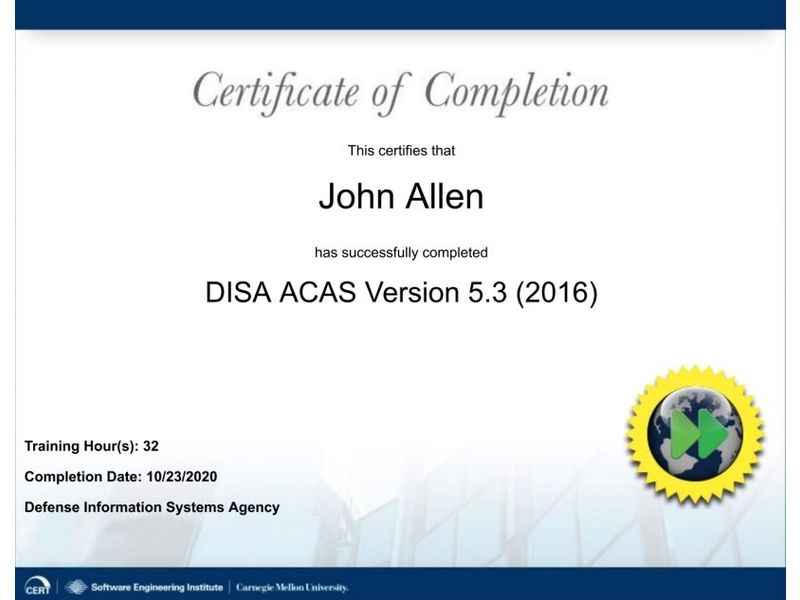 Certificate of Completion
This certifies that
John Allen
has successfully completed
DISA ACAS Version 5.3 (2016)
Training Hour(s): 32
Completion Date: 10/23/2020
Defense Information Systems Agency
CERT | Software Engineering Institute | Carnegie Mellon University.